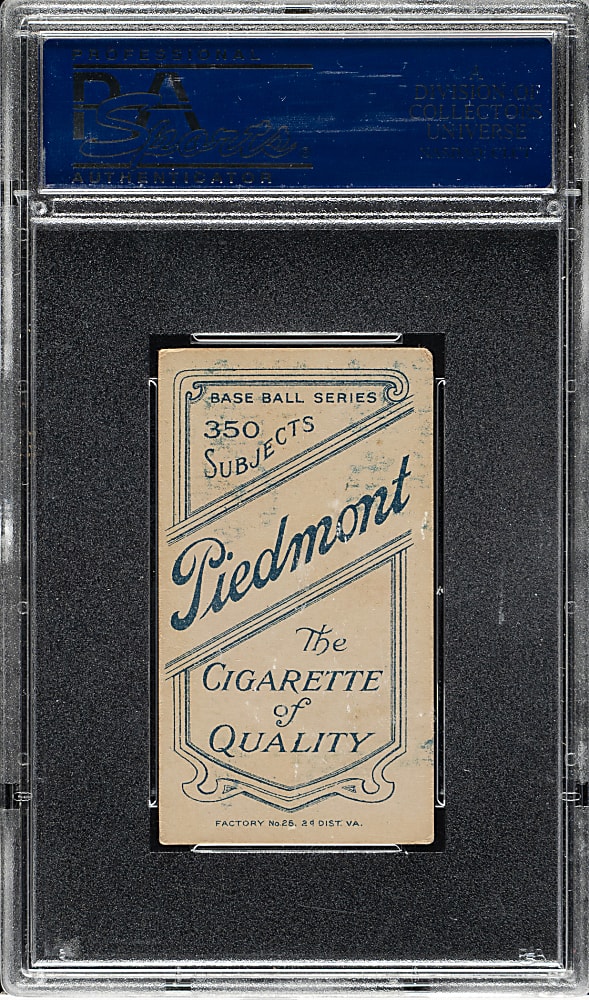 PROFESSIONAL
PSA
Sports
AUTHENTICATOR
A
DIVISION OF
COLLECTORS
UNIVERSE
BASE BALL SERIES
350
SUBJECTS
Piedmont
The
CIGARETTE
of
QUALITY
FACTORY No. 25, 2d DIST. VA.